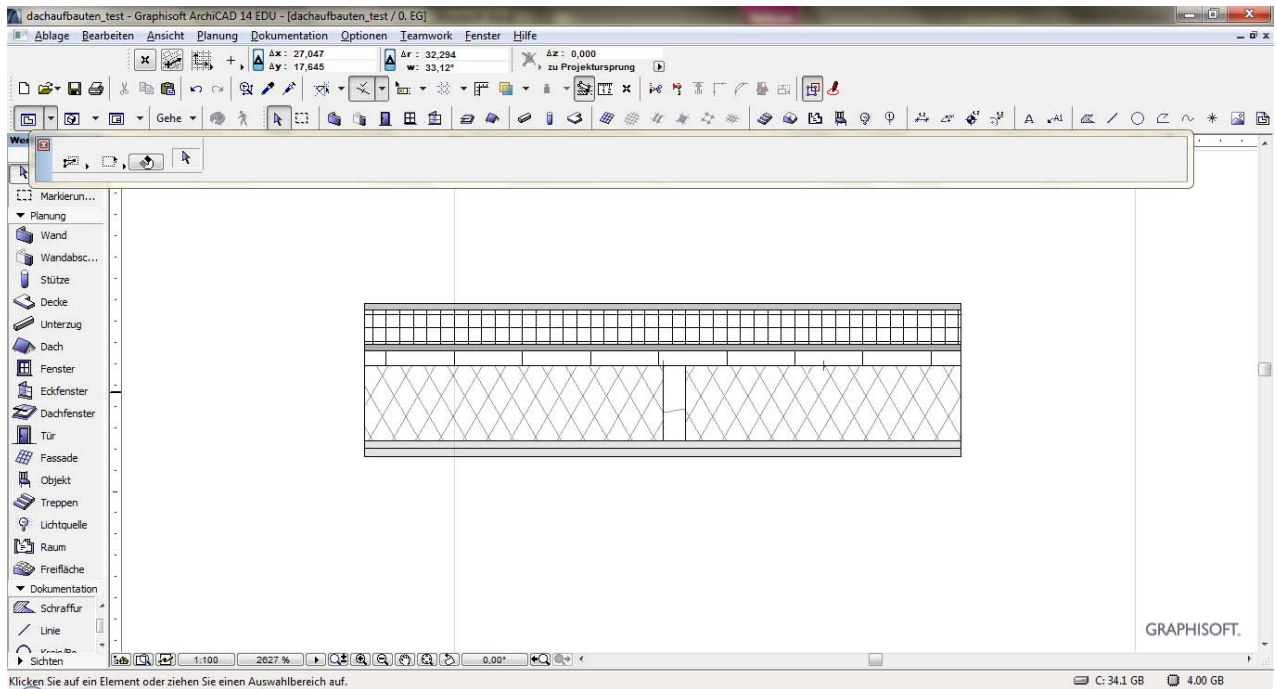 dachaufbauten_test - Graphisoft ArchiCAD 14 EDU - [dachaufbauten_test / 0. EG]
Ablage Bearbeiten Ansicht Planung Dokumentation Optionen Teamwork Fenster Hilfe
Δx: 27,047 Δr: 32,294 Δz: 0,000
Δy: 17,645 w: 33,12° zu Projektursprung
Gehe
A A1
Markierun...
Planung
Wand
Wandabsc...
Stütze
Decke
Unterzug
Dach
Fenster
Eckfenster
Dachfenster
Tür
Fassade
Objekt
Treppen
Lichtquelle
Raum
Freifläche
Dokumentation
Schraffur
Linie
GRAPHISOFT.
Sichten 1:100 2627 % 0,00°
Klicken Sie auf ein Element oder ziehen Sie einen Auswahlbereich auf. C: 34.1 GB 4.00 GB